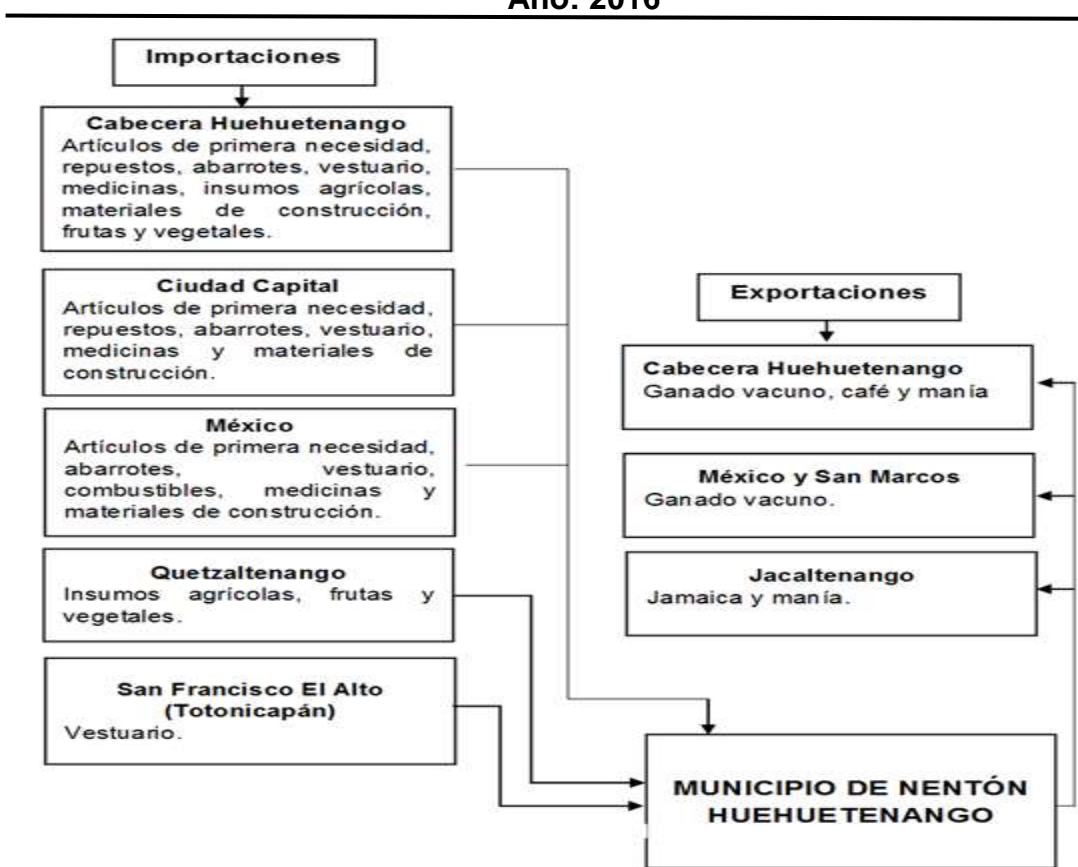 Año: 2016
Importaciones
Cabecera Huehuetenango
Artículos de primera necesidad,
repuestos, abarrotes, vestuario,
medicinas, insumos agrícolas,
materiales de construcción,
frutas y vegetales.
Ciudad Capital
Artículos de primera necesidad,
repuestos, abarrotes, vestuario,
medicinas y materiales de
construcción.
México
Artículos de primera necesidad,
abarrotes, vestuario,
combustibles, medicinas y
materiales de construcción.
Quetzaltenango
Insumos agrícolas, frutas y
vegetales.
San Francisco El Alto
(Totonicapán)
Vestuario.
Exportaciones
Cabecera Huehuetenango
Ganado vacuno, café y manía
México y San Marcos
Ganado vacuno.
Jacaltenango
Jamaica y manía.
MUNICIPIO DE NENTÓN
HUEHUETENANGO